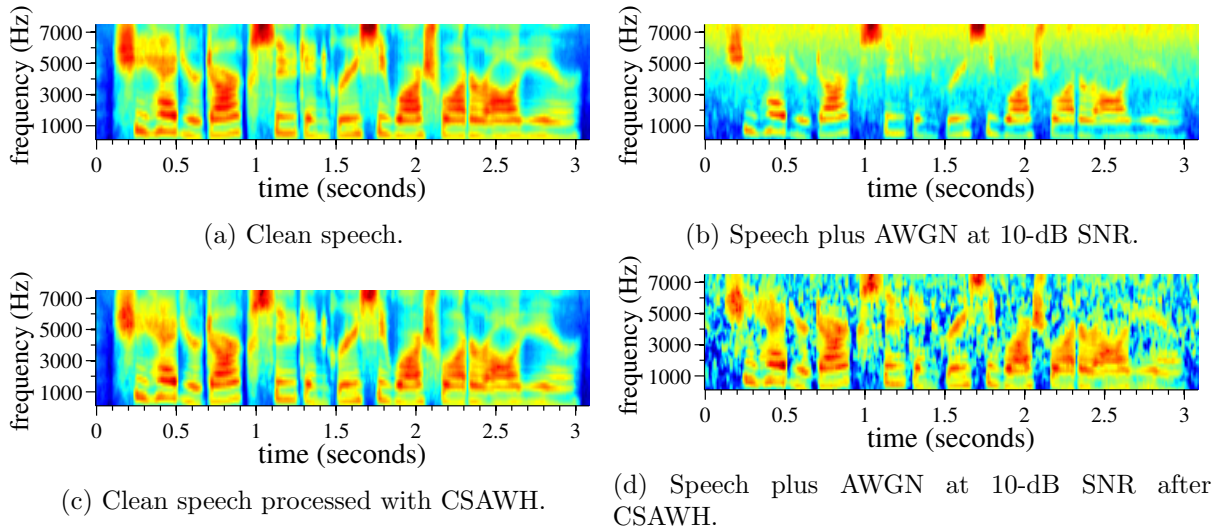 frequency (Hz)
7000
5000
3000
1000
0 0.5 1 1.5 2 2.5 3
time (seconds)
(a) Clean speech.
frequency (Hz)
7000
5000
3000
1000
0 0.5 1 1.5 2 2.5 3
time (seconds)
(b) Speech plus AWGN at 10-dB SNR.
frequency (Hz)
7000
5000
3000
1000
0 0.5 1 1.5 2 2.5 3
time (seconds)
(c) Clean speech processed with CSAWH.
frequency (Hz)
7000
5000
3000
1000
0 0.5 1 1.5 2 2.5 3
time (seconds)
(d) Speech plus AWGN at 10-dB SNR after
CSAWH.